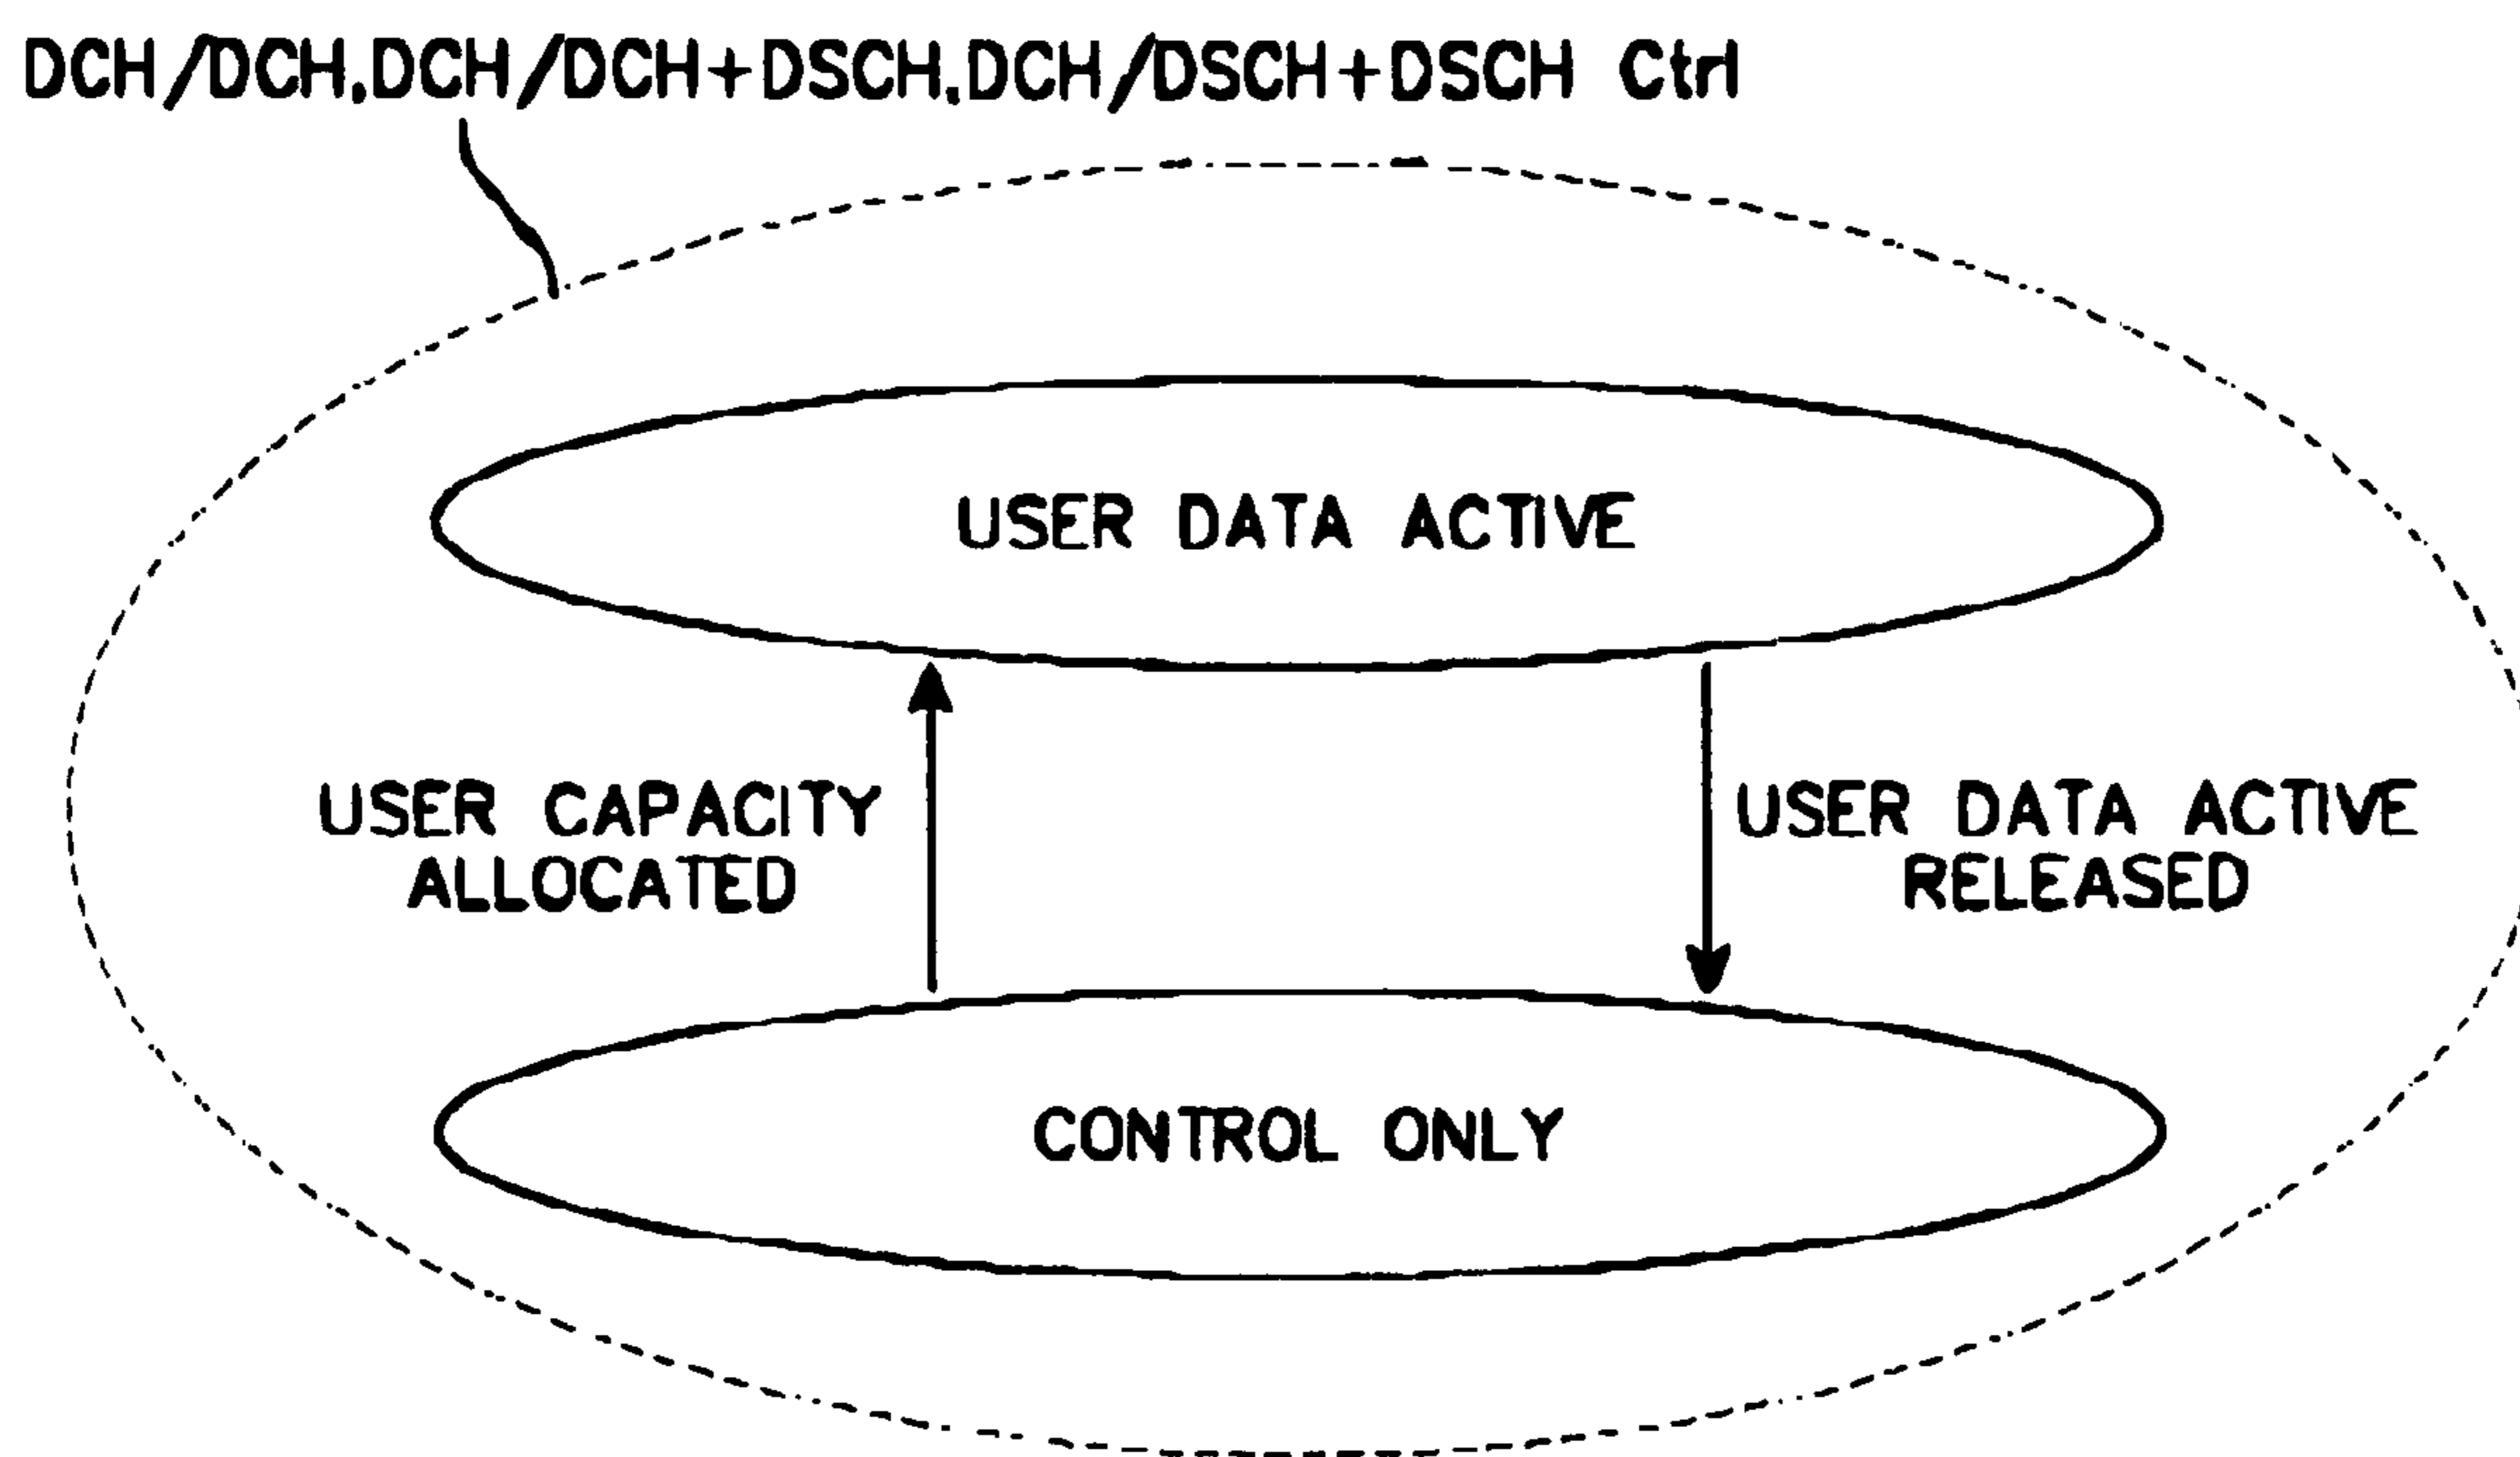 DCH/DCH.DCH/DCH+DSCH.DCH/DSCH+DSCH Ctrl
USER DATA ACTIVE
USER CAPACITY
ALLOCATED
USER DATA ACTIVE
RELEASED
CONTROL ONLY